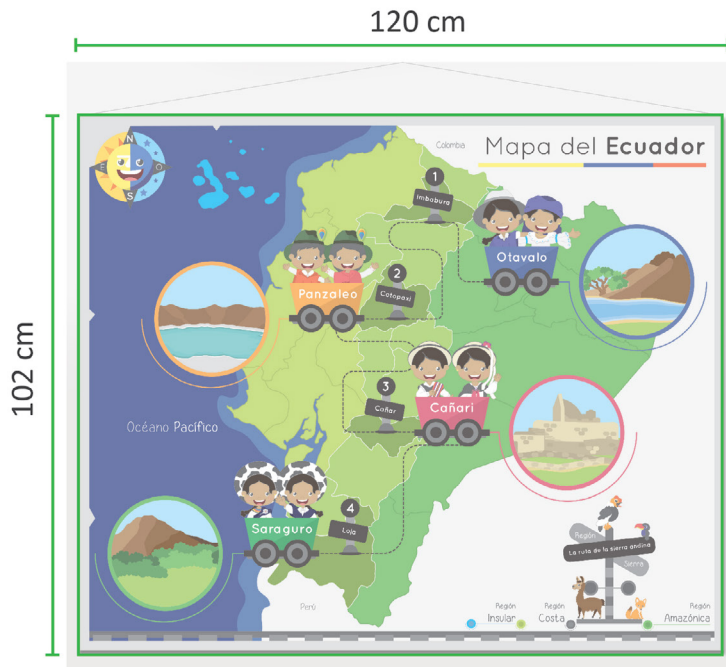 120 cm
102 cm
N
E
O
S
Colombia
Mapa del Ecuador
1
Imbabura
Otavalo
Panzaleo
2
Cotopaxi
3
Cañar
Cañari
Océano Pacífico
Saraguro
4
Loja
Región
La ruta de la sierra andina
Sierra
Perú
Región
Insular
Región
Costa
Región
Amazónica